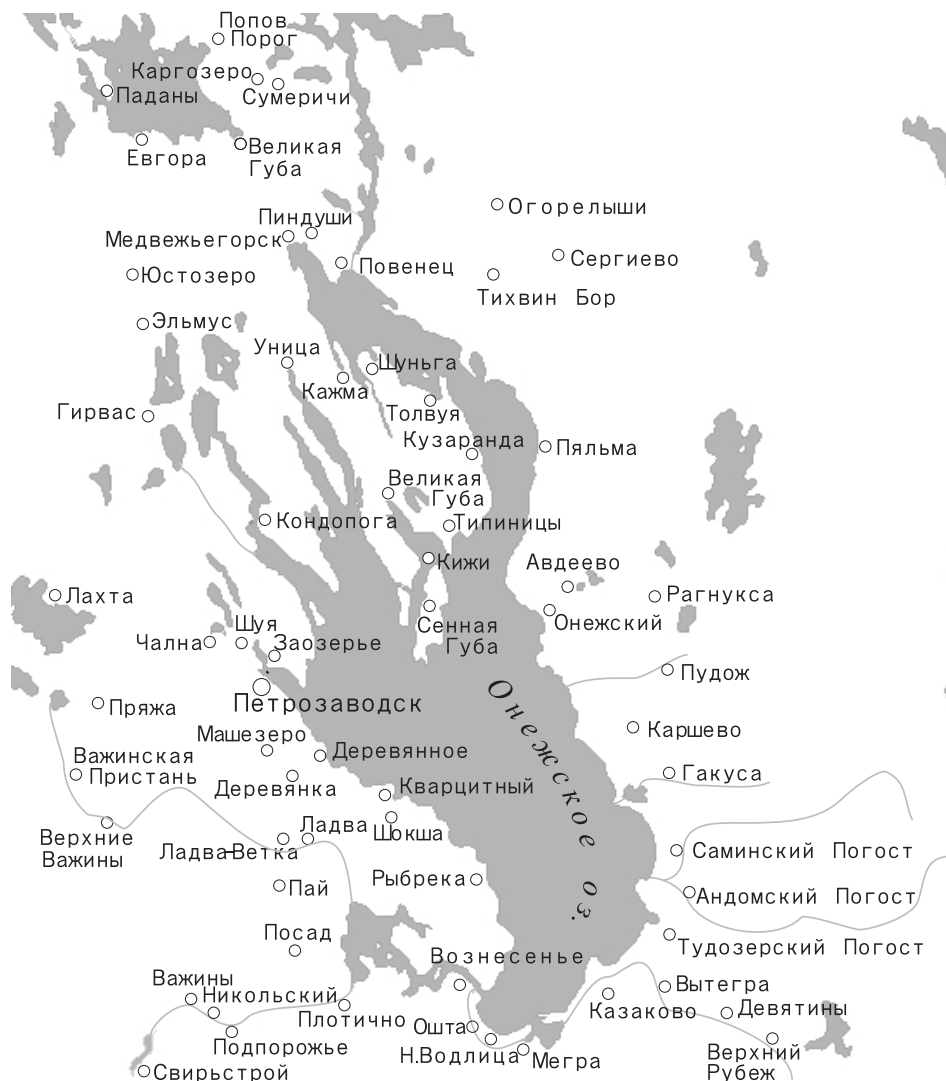 Попов
Порог
Каргозеро
Паданы
Сумеричи
Евгора
Великая
Губа
Огорелыши
Пиндуши
Медвежьегорск
Повенец
Сергиево
Юстозеро
Тихвин Бор
Эльмус
Уница
Шуньга
Кажма
Гирвас
Толвуя
Кузаранда
Пяльма
Великая
Губа
Кондопога
Типиницы
Кижи
Авдеево
Лахта
Рагнукса
Сенная
Губа
Онежский
Шуя
Чална
Заозерье
Пудож
Петрозаводск
Пряжа
Онежское оз.
Каршево
Машезеро
Деревянное
Важинская
Пристань
Гакуса
Деревянка
Кварцитный
Верхние
Важины
Ладва
Шокша
Ладва-Ветка
Саминский Погост
Пай
Рыбрека
Андомский Погост
Посад
Тудозерский Погост
Вознесенье
Важины
Никольский
Вытегра
Плотично
Казаково
Девятины
Ошта
Подпорожье
Н.Водлица
Мегра
Верхний
Рубеж
Свирьстрой